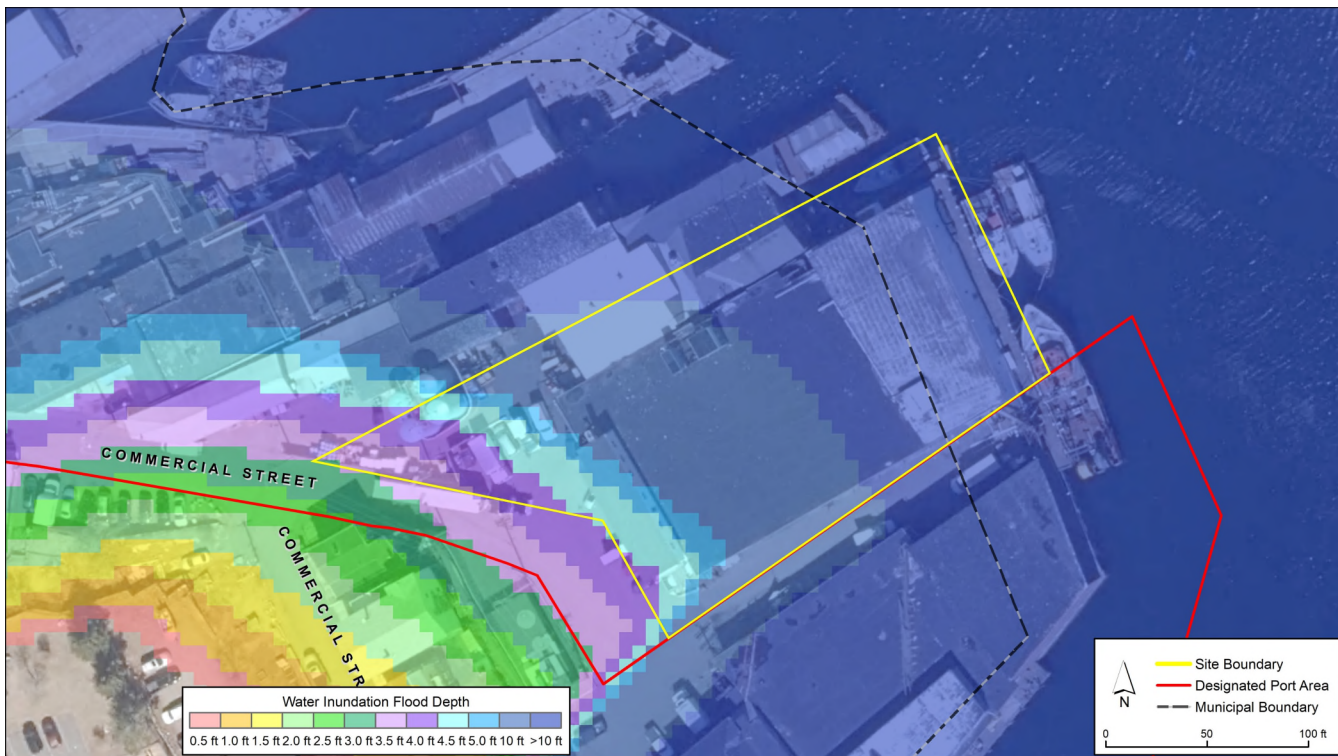 COMMERCIAL STREET
COMMERCIAL STR
Water Inundation Flood Depth
0.5 ft 1.0 ft 1.5 ft 2.0 ft 2.5 ft 3.0 ft 3.5 ft 4.0 ft 4.5 ft 5.0 ft 10 ft >10 ft
N
Site Boundary
Designated Port Area
Municipal Boundary
0 50 100 ft